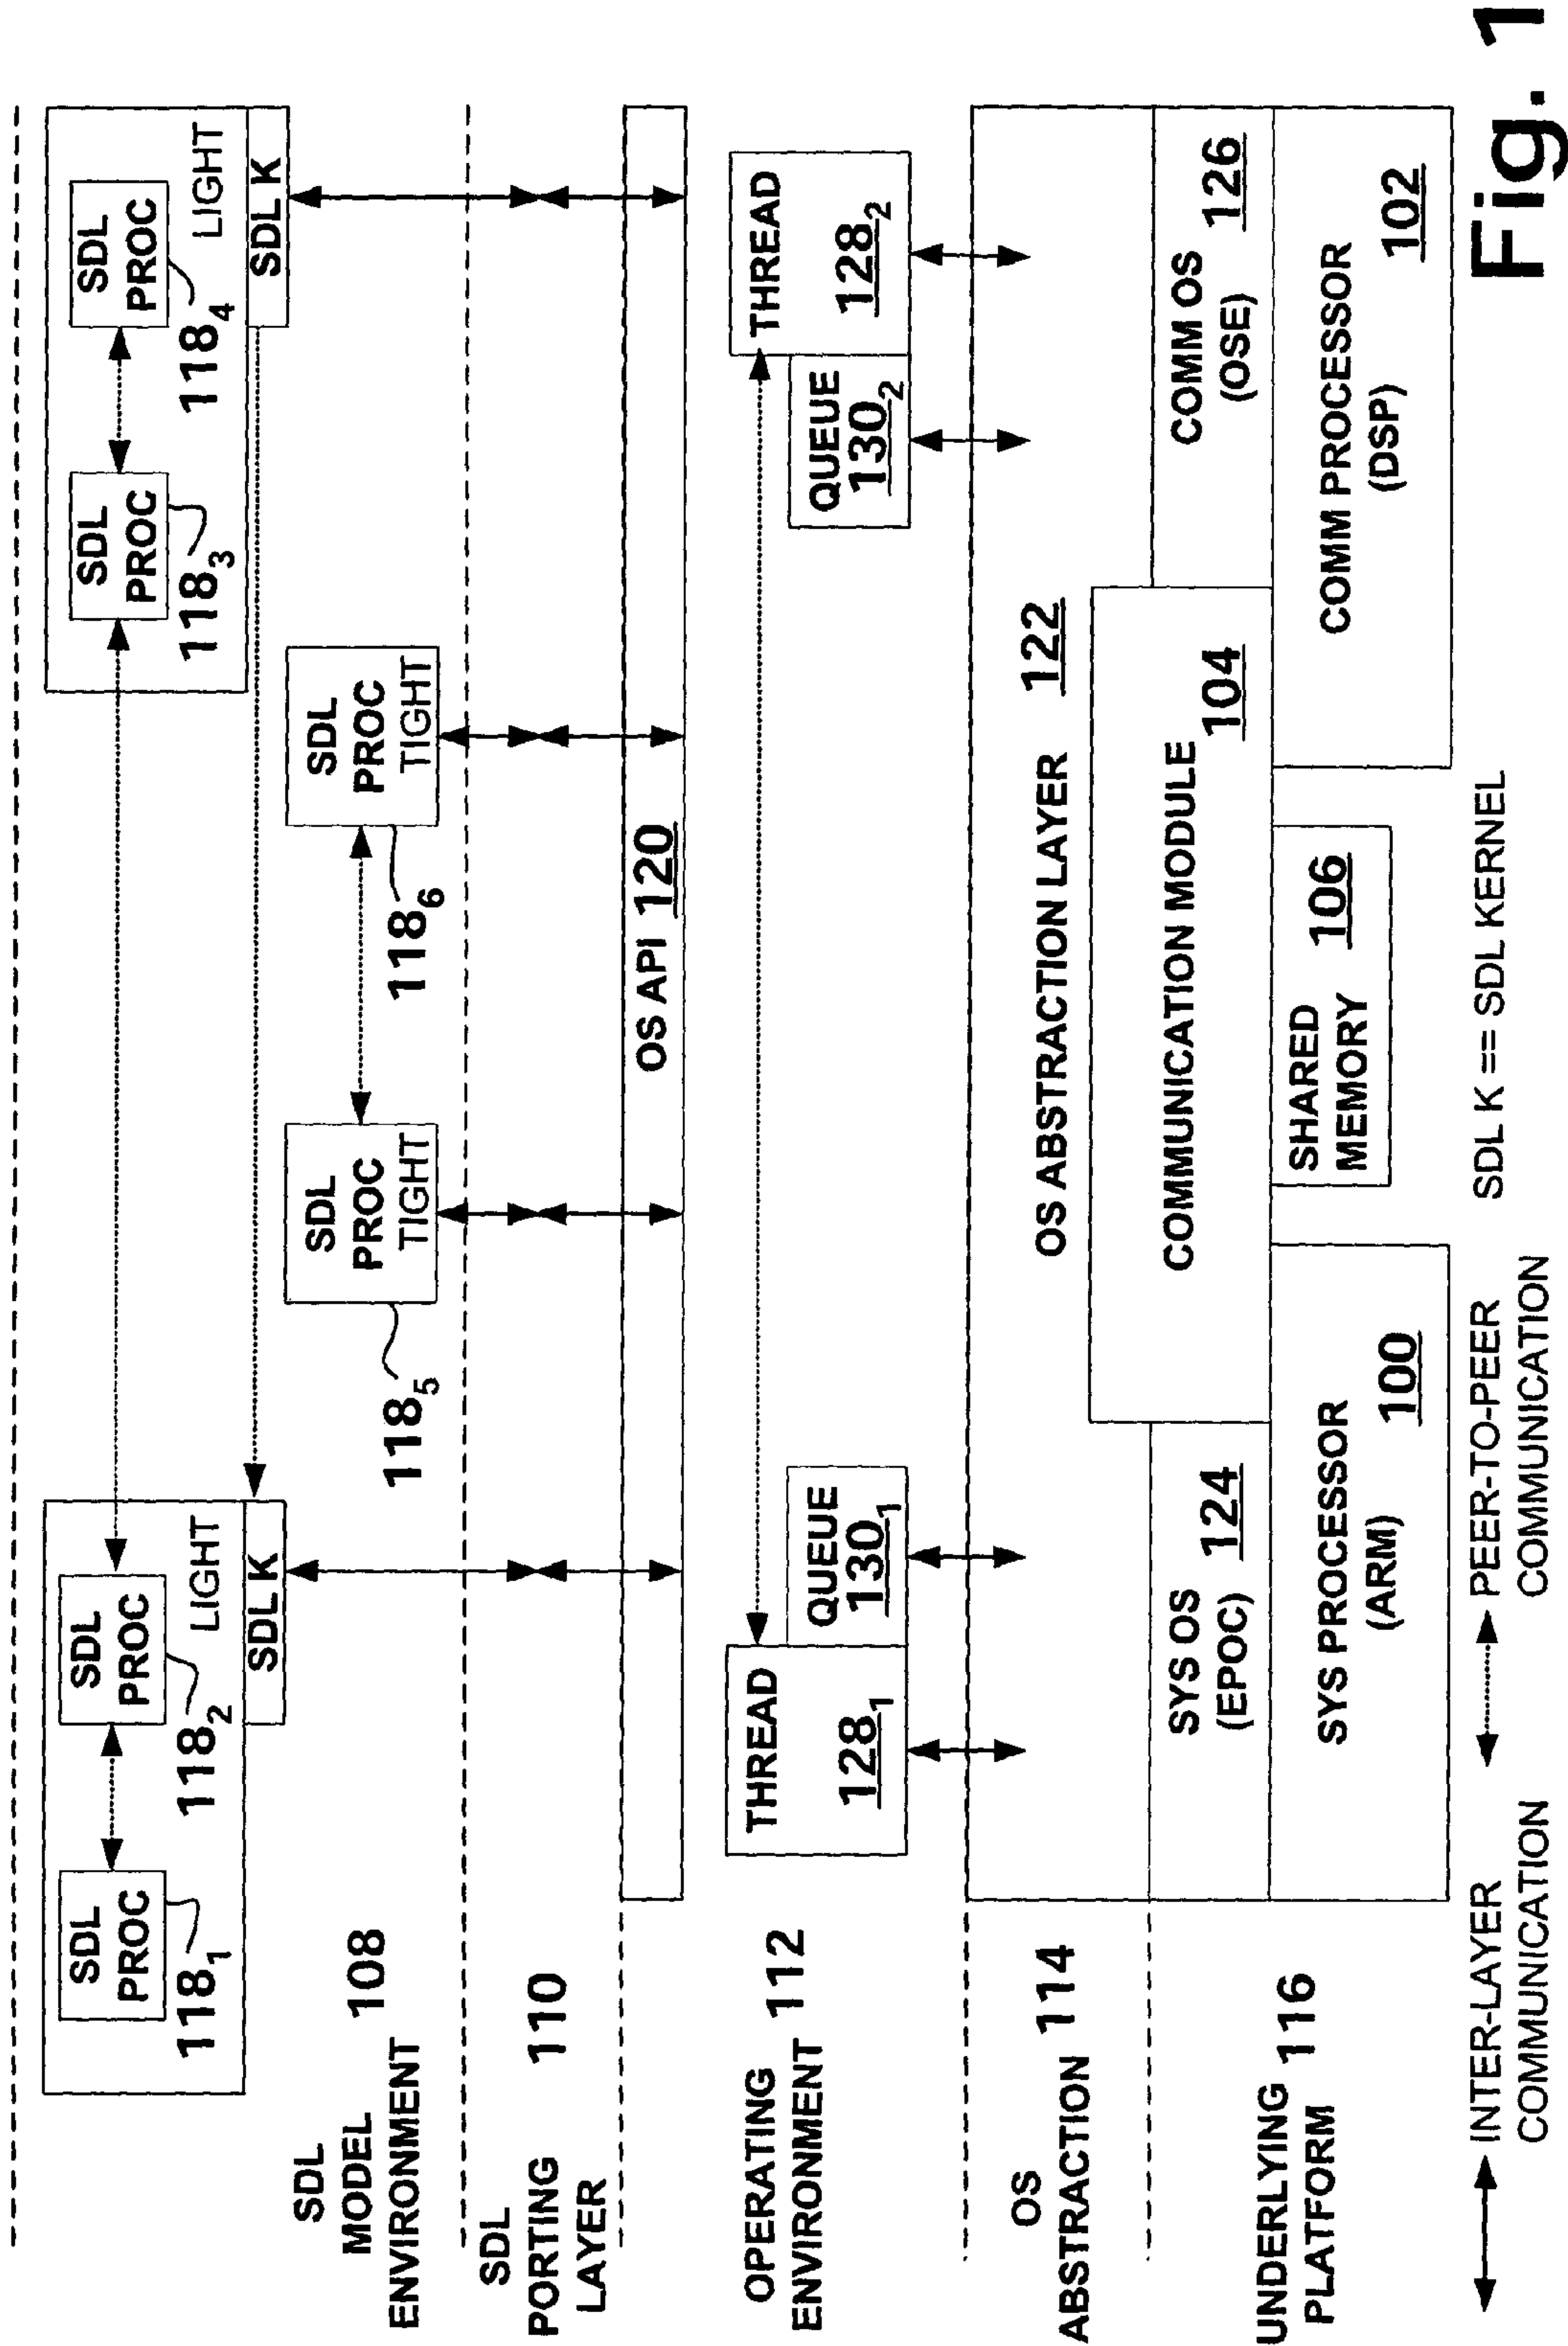 SDL
PROC
118₁
SDL
PROC
118₂
LIGHT
SDL K
SDL
PROC
118₃
SDL
PROC
118₄
LIGHT
SDL K
SDL
MODEL 108
ENVIRONMENT
SDL
PROC
TIGHT
118₅
SDL
PROC
TIGHT
118₆
SDL
PORTING 110
LAYER
OS API 120
OPERATING 112
ENVIRONMENT
THREAD
128₁
QUEUE
130₁
QUEUE
130₂
THREAD
128₂
OS
ABSTRACTION 114
OS ABSTRACTION LAYER 122
UNDERLYING 116
PLATFORM
SYS OS
(EPOC) 124
COMMUNICATION MODULE 104
COMM OS
(OSE) 126
SYS PROCESSOR
(ARM) 100
SHARED
MEMORY 106
COMM PROCESSOR
(DSP) 102
INTER-LAYER
COMMUNICATION
PEER-TO-PEER
COMMUNICATION
SDL K == SDL KERNEL
Fig. 1